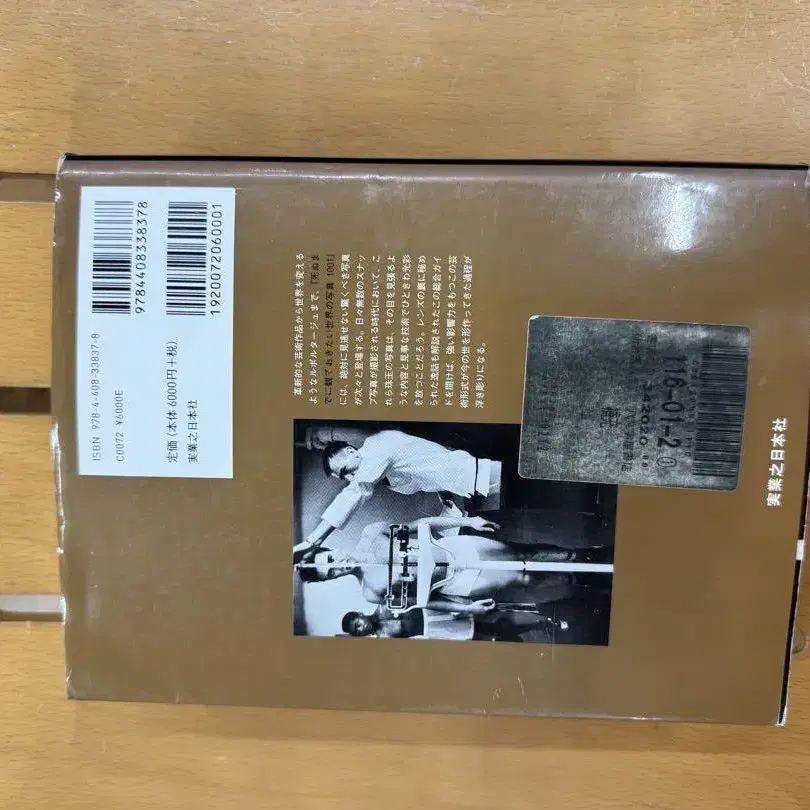 9784408338378
1920072060001
ISBN 978-4-408-33837-8
C0072 ¥6000E
定価(本体6000円+税)
実業之日本社
革新的な芸術作品から世界を変える
ようなルポルタージュまで、『死ぬま
でに観ておきたい世界の写真 1001』
には、絶対に見逃せない驚くべき写真
が次々と登場する。日々無数のスナッ
プ写真が撮影される時代において、こ
れら珠玉の写真は、その目を見張るよ
うな内容と見事な技術でひときわ光彩
を放つことだろう。レンズの裏に秘め
られた逸話も解説されたこの総合ガイ
ドを開けば、強い影響力をもつこの芸
術形式が今の世を形作ってきた過程が
浮き彫りになる。
116-01-2
342020
実業之日本社